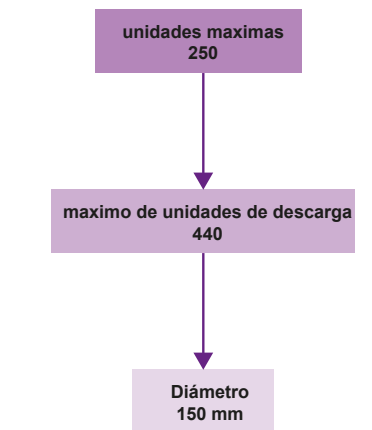 unidades maximas
250
maximo de unidades de descarga
440
Diámetro
150 mm